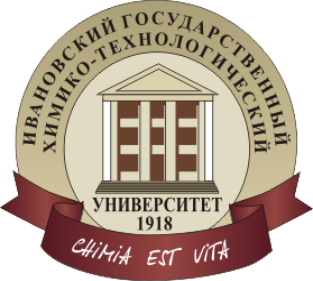 ИВАНОВСКИЙ ГОСУДАРСТВЕННЫЙ
ХИМИКО-ТЕХНОЛОГИЧЕСКИЙ
УНИВЕРСИТЕТ
1918
CHIMIA EST VITA